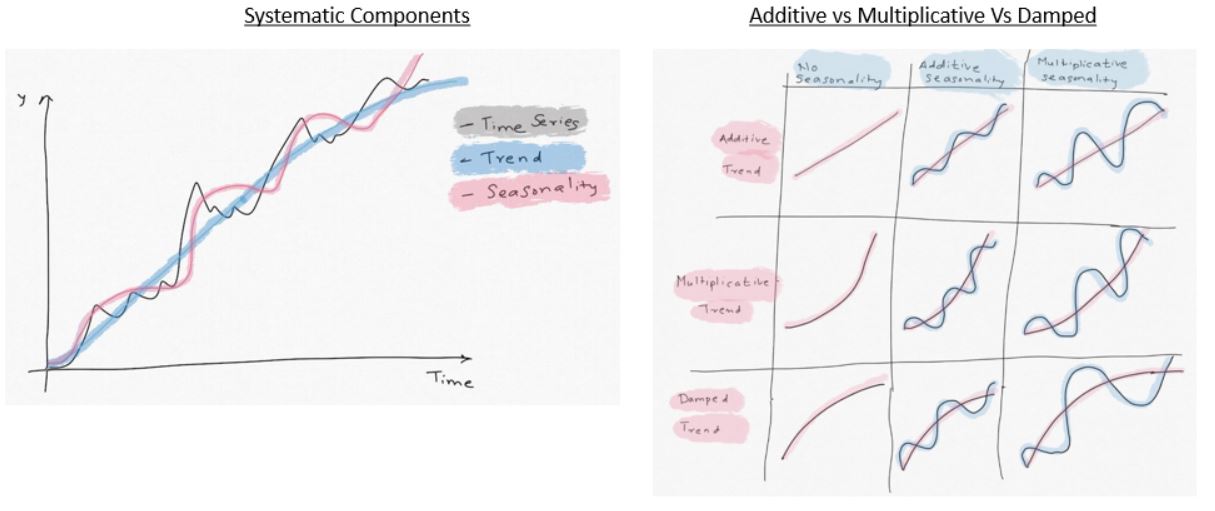 Systematic Components
y
– Time Series
– Trend
– Seasonality
Time
Additive vs Multiplicative Vs Damped
No
Seasonality
Additive
seasonality
Multiplicative
seasonality
Additive
Trend
Multiplicative
Trend
Damped
Trend